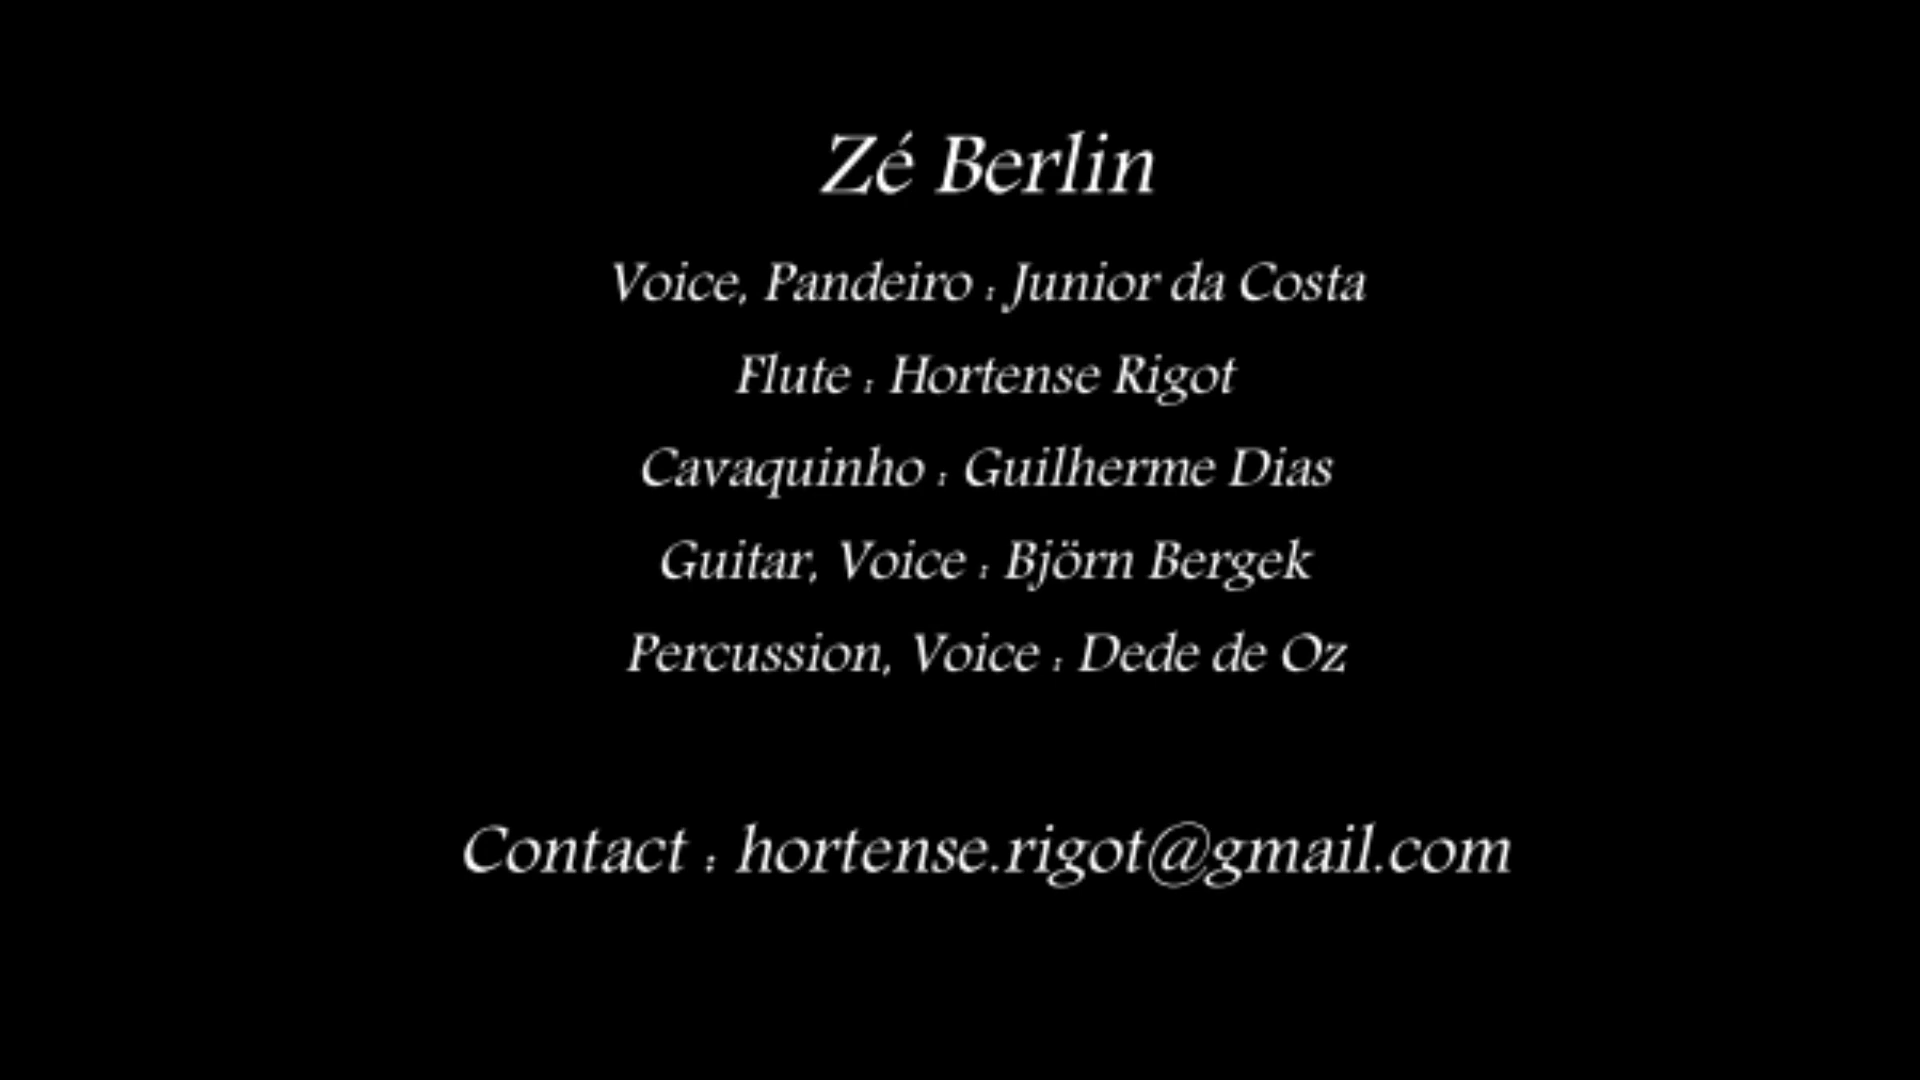 Zé Berlin
Voice, Pandeiro : Junior da Costa
Flute : Hortense Rigot
Cavaquinho : Guilherme Dias
Guitar, Voice : Björn Bergek
Percussion, Voice : Dede de Oz
Contact : hortense.rigot@gmail.com